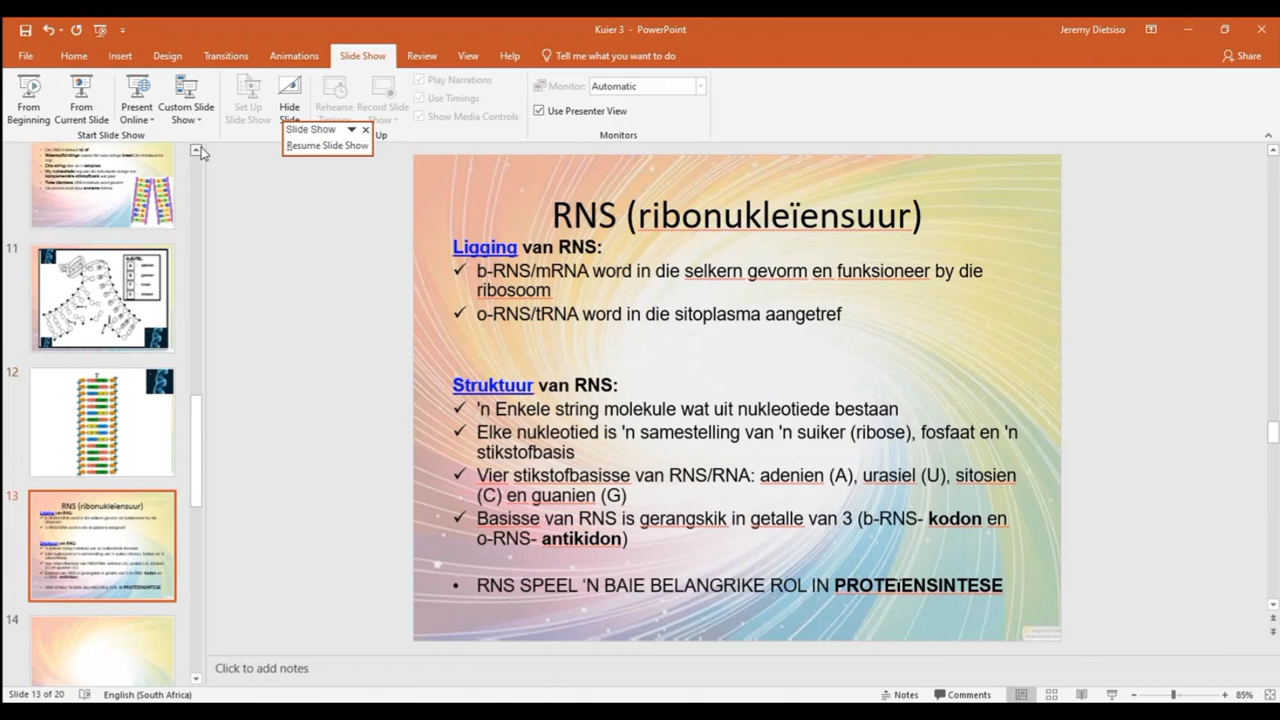 Kuier 3 - PowerPoint
Jeremy Dietsiso
File Home Insert Design Transitions Animations Slide Show Review View Help Tell me what you want to do
Share
From Beginning
From Current Slide
Present Online
Custom Slide Show
Set Up Slide Show
Hide Slide
Rehearse
Record Slide Show
Play Narrations
Use Timings
Show Media Controls
Monitor: Automatic
Use Presenter View
Start Slide Show
Up
Monitors
Slide Show
Resume Slide Show
11
12
13
14
RNS (ribonukleïensuur)
Ligging van RNS:
b-RNS/mRNA word in die selkern gevorm en funksioneer by die
ribosoom
o-RNS/tRNA word in die sitoplasma aangetref
Struktuur van RNS:
'n Enkele string molekule wat uit nukleotiede bestaan
Elke nukleotied is 'n samestelling van 'n suiker (ribose), fosfaat en 'n
stikstofbasis
Vier stikstofbasisse van RNS/RNA: adenien (A), urasiel (U), sitosien
(C) en guanien (G)
Basisse van RNS is gerangskik in getalle van 3 (b-RNS- kodon en
o-RNS- antikidon)
• RNS SPEEL 'N BAIE BELANGRIKE ROL IN PROTEïENSINTESE
Click to add notes
Slide 13 of 20
English (South Africa)
Notes
Comments
85%